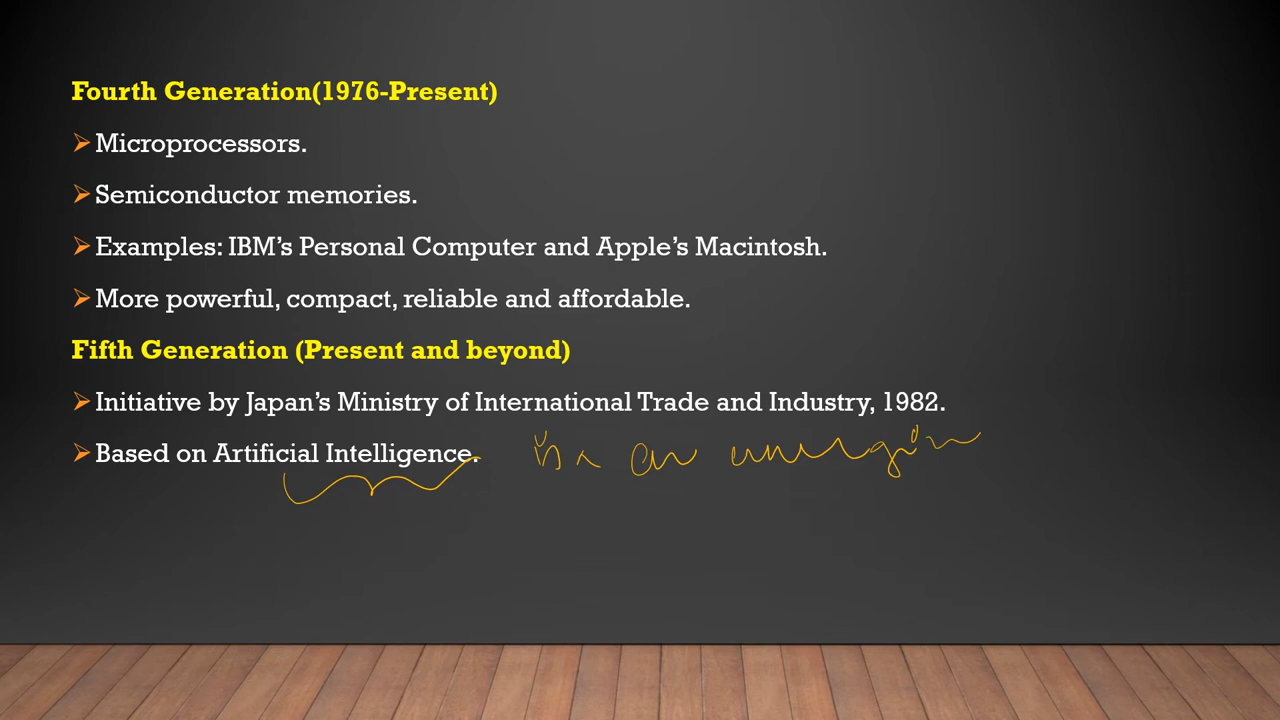 Fourth Generation(1976-Present)
Microprocessors.
Semiconductor memories.
Examples: IBM's Personal Computer and Apple's Macintosh.
More powerful, compact, reliable and affordable.
Fifth Generation (Present and beyond)
Initiative by Japan's Ministry of International Trade and Industry, 1982.
Based on Artificial Intelligence. is an